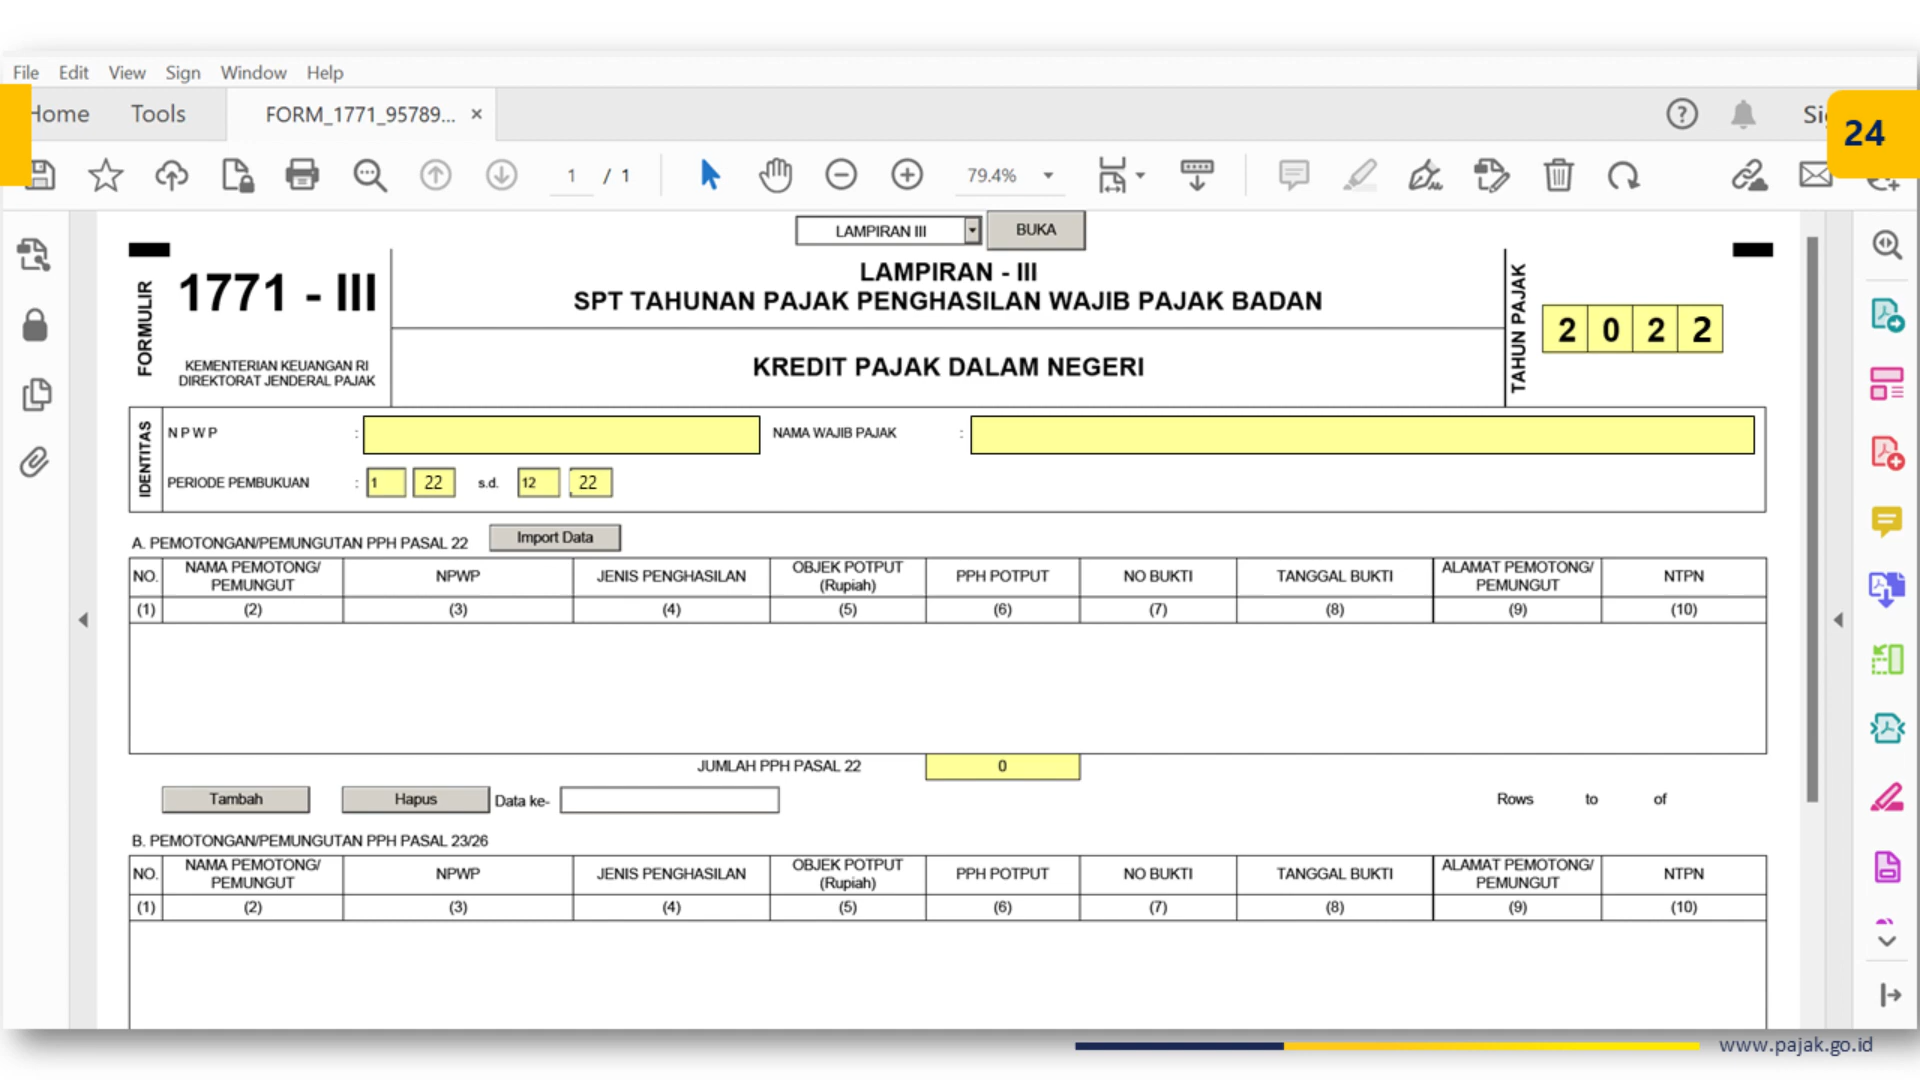 File Edit View Sign Window Help
Home Tools FORM_1771_95789... ×
24
1 / 1 79.4%
LAMPIRAN III BUKA
FORMULIR
1771 - III
KEMENTERIAN KEUANGAN RI
DIREKTORAT JENDERAL PAJAK
LAMPIRAN - III
SPT TAHUNAN PAJAK PENGHASILAN WAJIB PAJAK BADAN
KREDIT PAJAK DALAM NEGERI
TAHUN PAJAK
2 0 2 2
IDENTITAS
N P W P :
NAMA WAJIB PAJAK :
PERIODE PEMBUKUAN : 1 22 s.d. 12 22
A. PEMOTONGAN/PEMUNGUTAN PPH PASAL 22 Import Data
NO. NAMA PEMOTONG/ PEMUNGUT NPWP JENIS PENGHASILAN OBJEK POTPUT (Rupiah) PPH POTPUT NO BUKTI TANGGAL BUKTI ALAMAT PEMOTONG/ PEMUNGUT NTPN
(1) (2) (3) (4) (5) (6) (7) (8) (9) (10)
JUMLAH PPH PASAL 22 0
Tambah Hapus Data ke- Rows to of
B. PEMOTONGAN/PEMUNGUTAN PPH PASAL 23/26
NO. NAMA PEMOTONG/ PEMUNGUT NPWP JENIS PENGHASILAN OBJEK POTPUT (Rupiah) PPH POTPUT NO BUKTI TANGGAL BUKTI ALAMAT PEMOTONG/ PEMUNGUT NTPN
(1) (2) (3) (4) (5) (6) (7) (8) (9) (10)
www.pajak.go.id